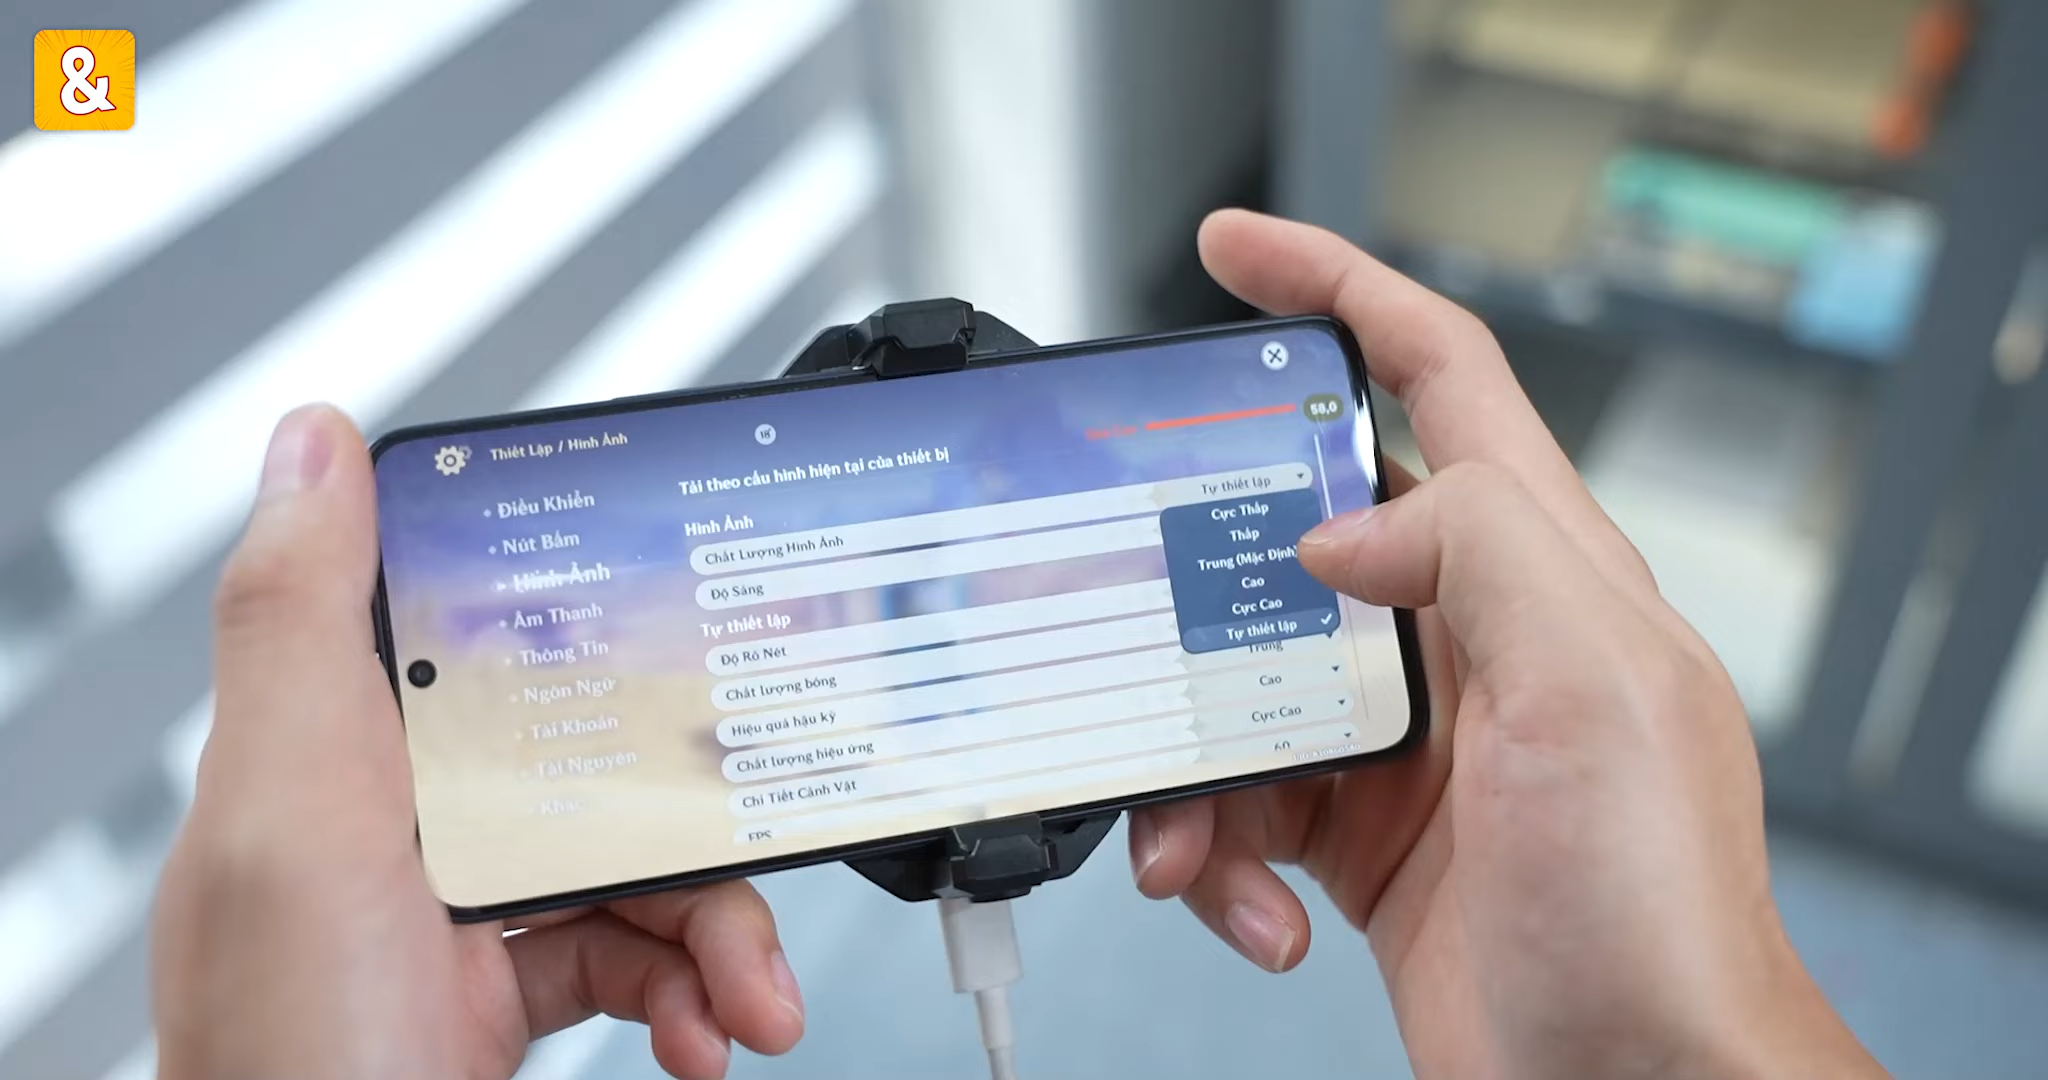 &
Thiết Lập / Hình Ảnh
18
58,0
Điều Khiển
Nút Bấm
Hình Ảnh
Âm Thanh
Thông Tin
Ngôn Ngữ
Tài Khoản
Tài Nguyên
Khác
Tải theo cấu hình hiện tại của thiết bị
Hình Ảnh
Chất Lượng Hình Ảnh
Tự thiết lập
Cực Thấp
Thấp
Trung (Mặc Định)
Cao
Cực Cao
Tự thiết lập
Độ Sáng
Tự thiết lập
Độ Rõ Nét
Chất lượng bóng
Trung
Hiệu quả hậu kỳ
Cao
Chất lượng hiệu ứng
Cực Cao
Chi Tiết Cảnh Vật
60
FPS